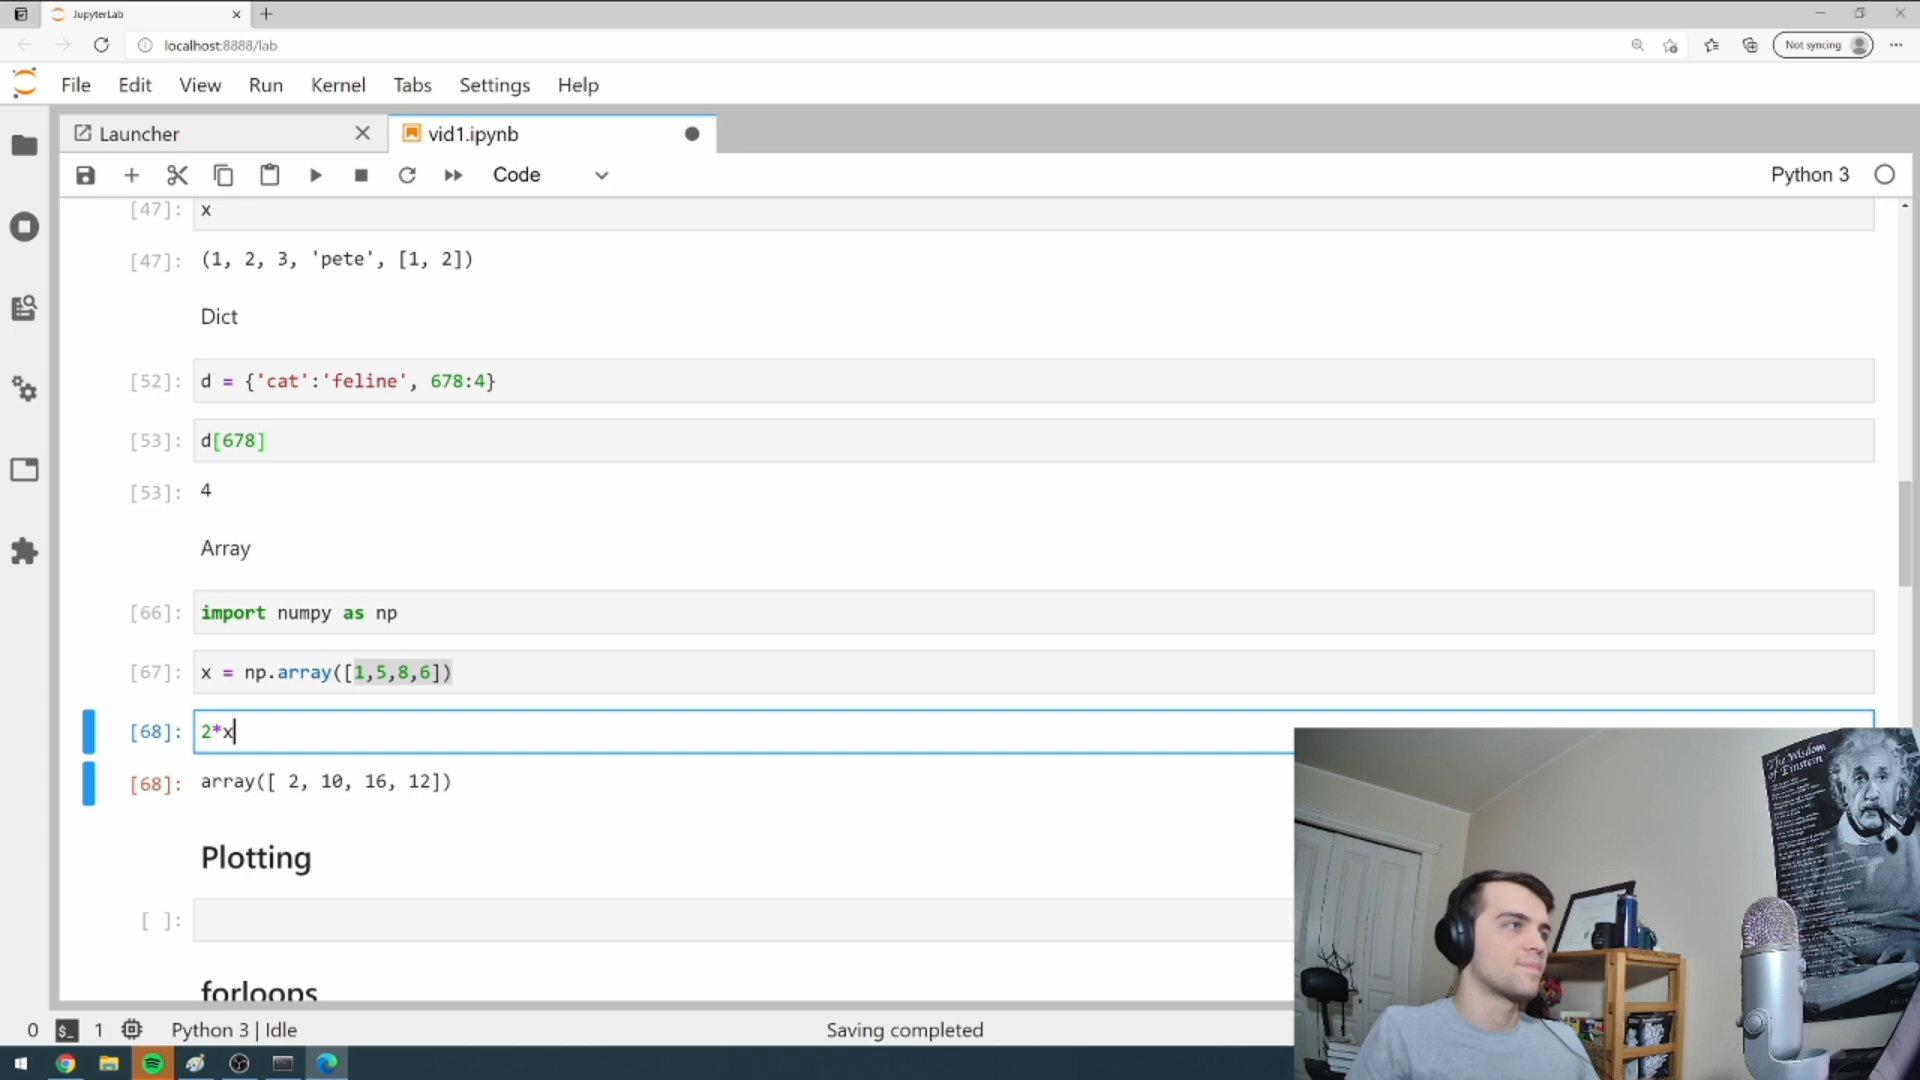 JupyterLab
localhost:8888/lab
Not syncing
File Edit View Run Kernel Tabs Settings Help
Launcher
vid1.ipynb
Code
Python 3
[47]: x
[47]: (1, 2, 3, 'pete', [1, 2])
Dict
[52]: d = {'cat':'feline', 678:4}
[53]: d[678]
[53]: 4
Array
[66]: import numpy as np
[67]: x = np.array([1,5,8,6])
[68]: 2*x
[68]: array([ 2, 10, 16, 12])
Plotting
[ ]:
forloops
0 $_ 1 Python 3 | Idle Saving completed
The Wisdom
of Einstein